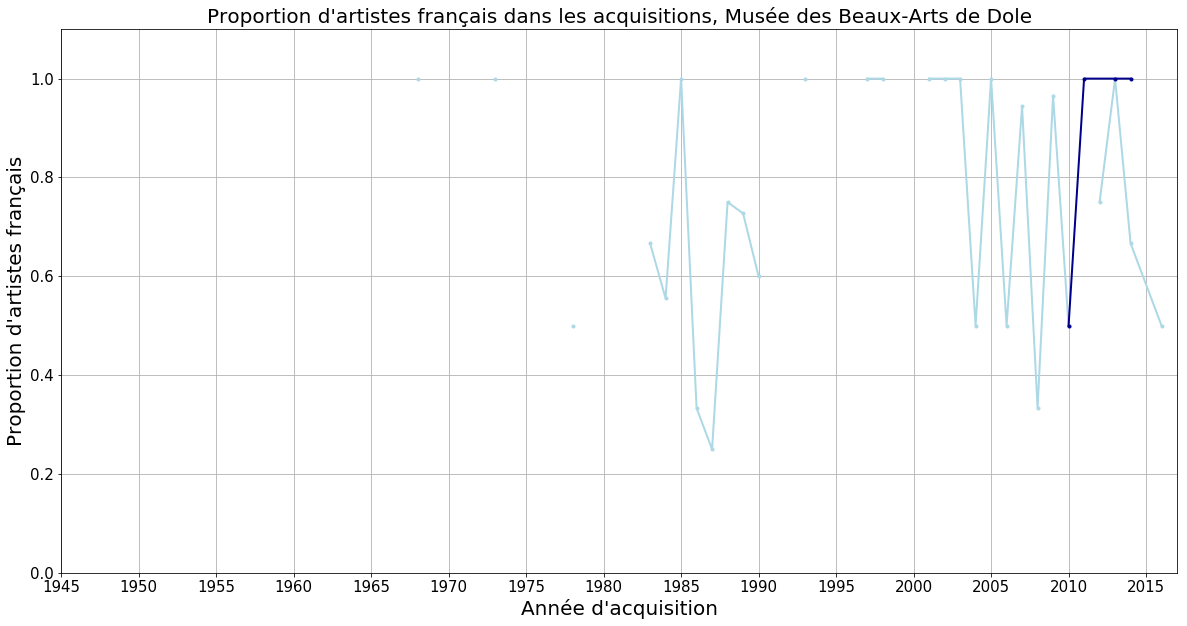 Proportion d'artistes français dans les acquisitions, Musée des Beaux-Arts de Dole
Proportion d'artistes français
1.0
0.8
0.6
0.4
0.2
0.0
1945 1950 1955 1960 1965 1970 1975 1980 1985 1990 1995 2000 2005 2010 2015
Année d'acquisition